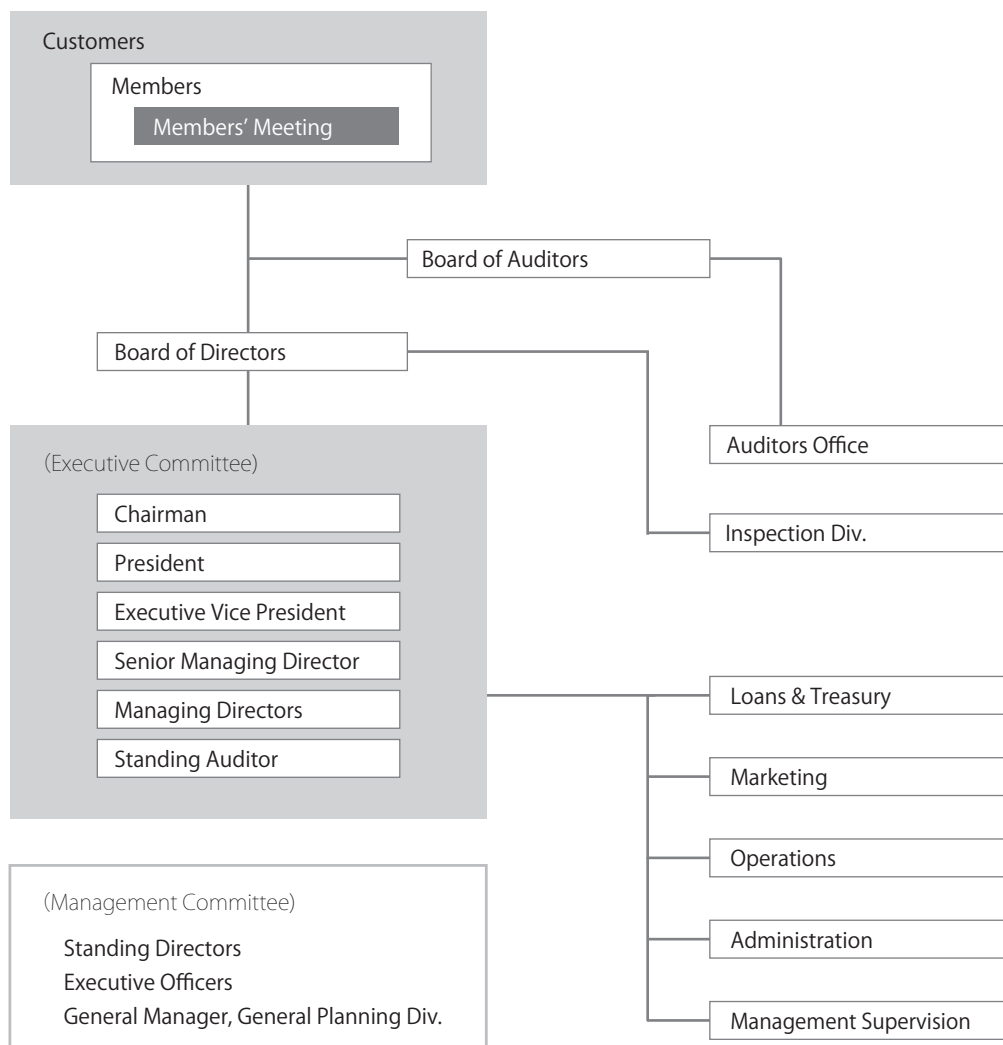 Customers
Members
Members’ Meeting
Board of Auditors
Board of Directors
Auditors Office
Inspection Div.
(Executive Committee)
Chairman
President
Executive Vice President
Senior Managing Director
Managing Directors
Standing Auditor
Loans & Treasury
Marketing
Operations
Administration
Management Supervision
(Management Committee)
Standing Directors
Executive Officers
General Manager, General Planning Div.